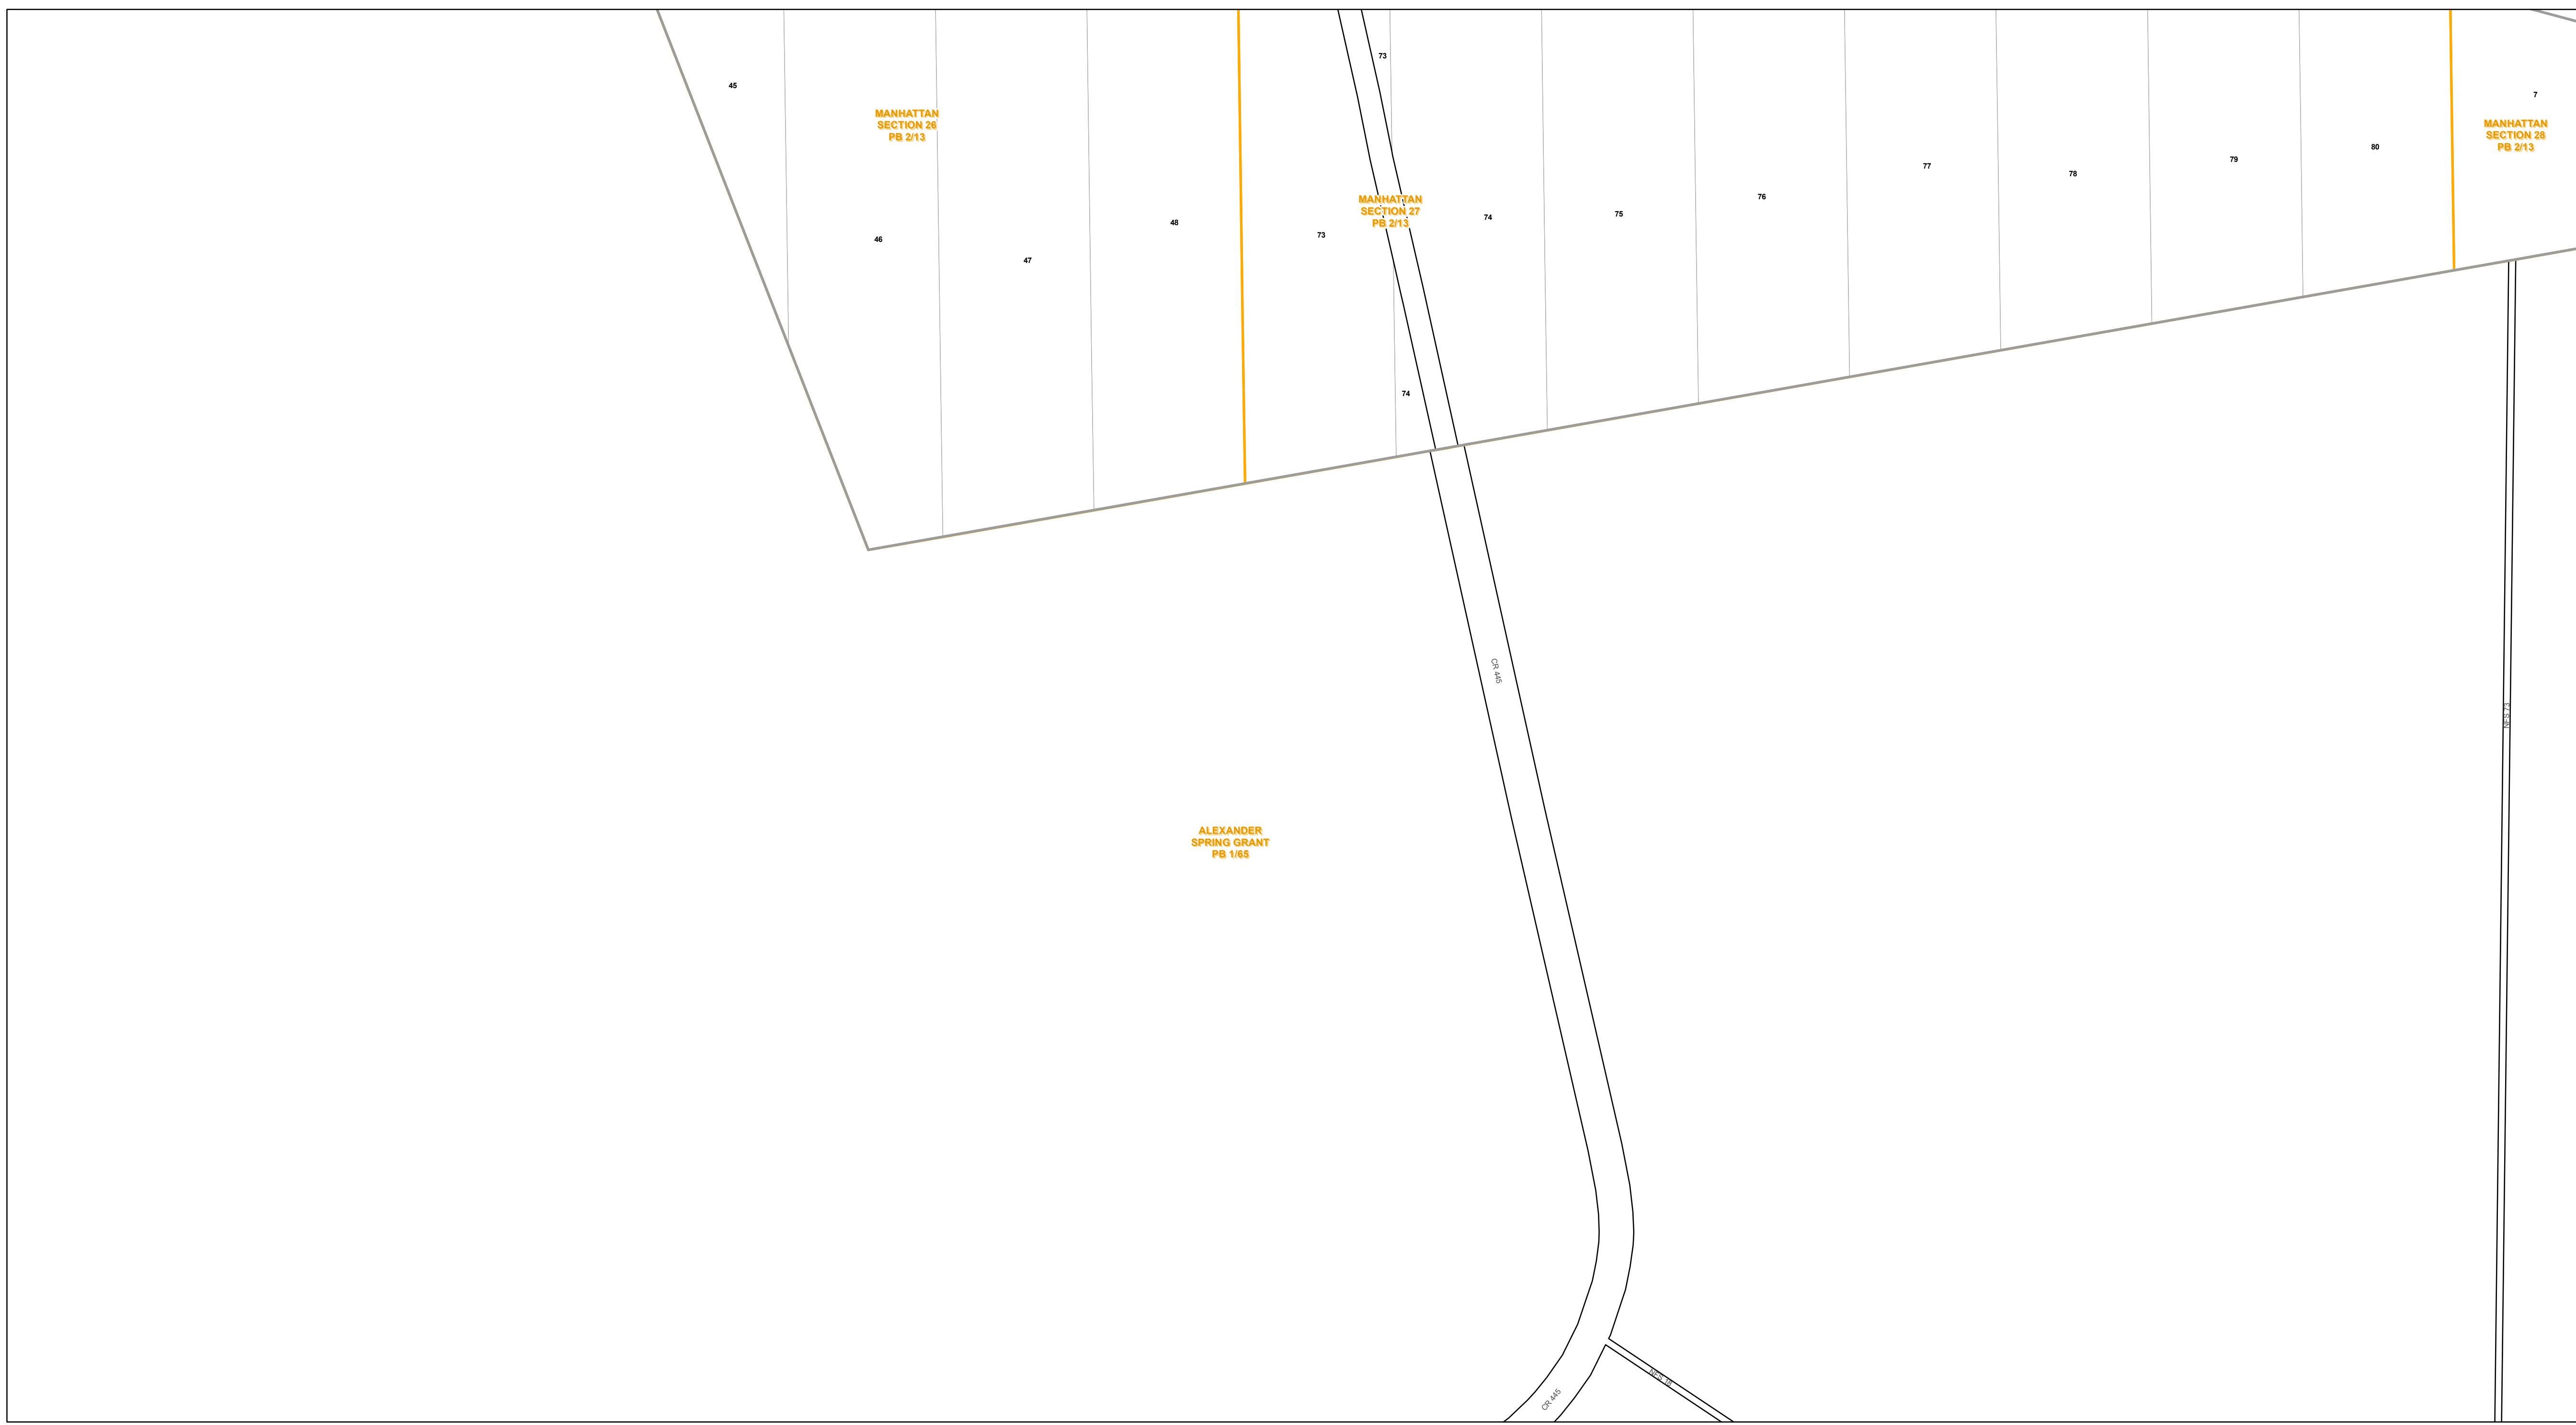 73
45
7
MANHATTAN
SECTION 26
PB 2/13
MANHATTAN
SECTION 28
PB 2/13
80
79
77
78
76
MANHATTAN
SECTION 27
PB 2/13
75
74
48
73
46
47
74
CR 445
NFS 73
ALEXANDER
SPRING GRANT
PB 1/65
CR 445